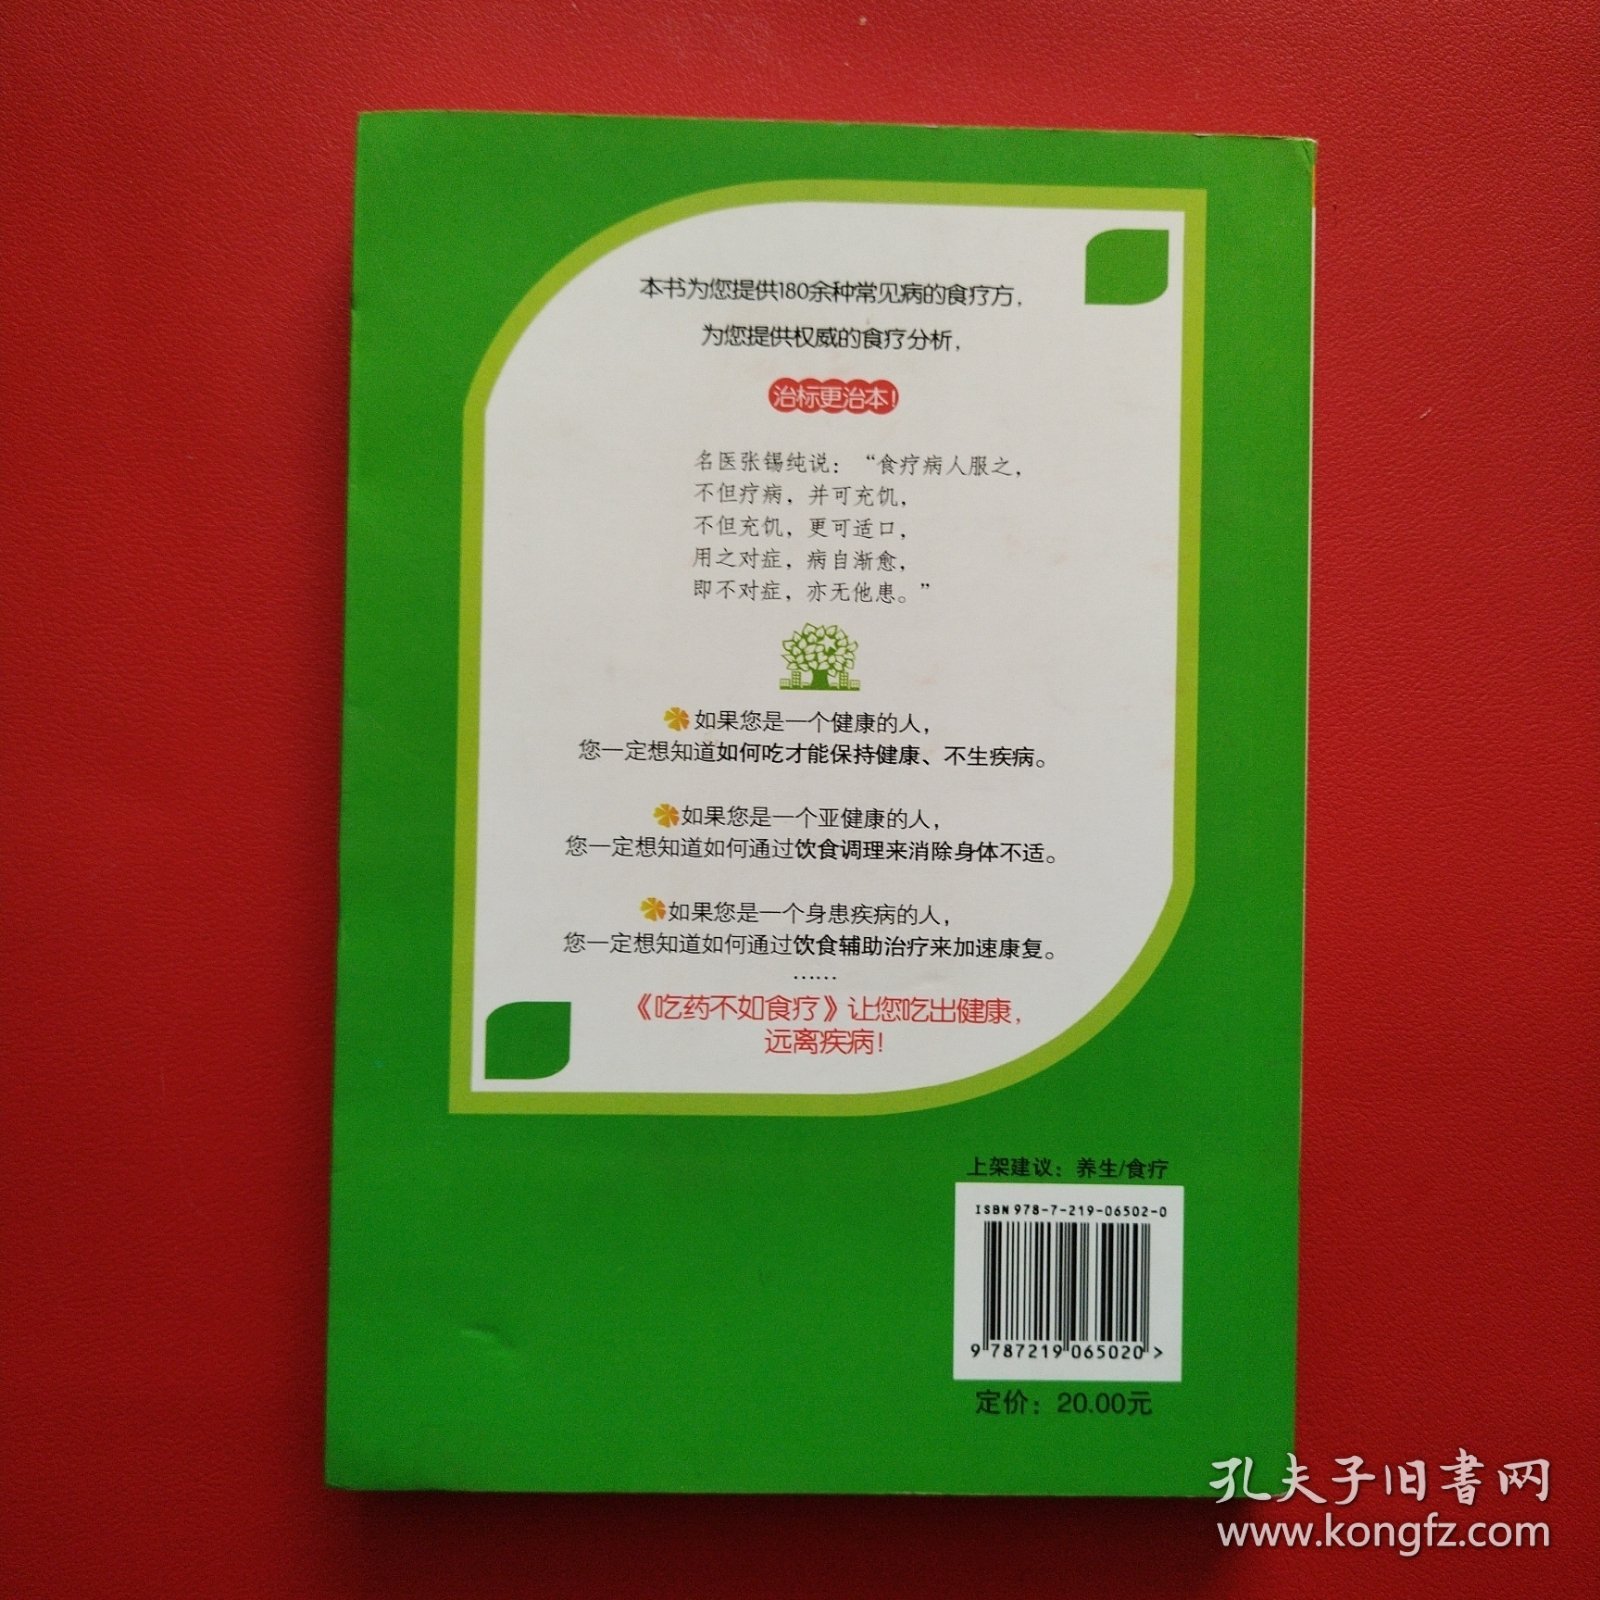 本书为您提供180余种常见病的食疗方，
为您提供权威的食疗分析，
治标更治本！
名医张锡纯说：“食疗病人服之，
不但疗病，并可充饥，
不但充饥，更可适口，
用之对症，病自渐愈，
即不对症，亦无他患。”
如果您是一个健康的人，
您一定想知道如何吃才能保持健康、不生疾病。
如果您是一个亚健康的人，
您一定想知道如何通过饮食调理来消除身体不适。
如果您是一个身患疾病的人，
您一定想知道如何通过饮食辅助治疗来加速康复。
……
《吃药不如食疗》让您吃出健康，
远离疾病！
上架建议：养生/食疗
ISBN 978-7-219-06502-0
9 787219 065020 >
定价：20.00元
孔夫子旧书网
www.kongfz.com